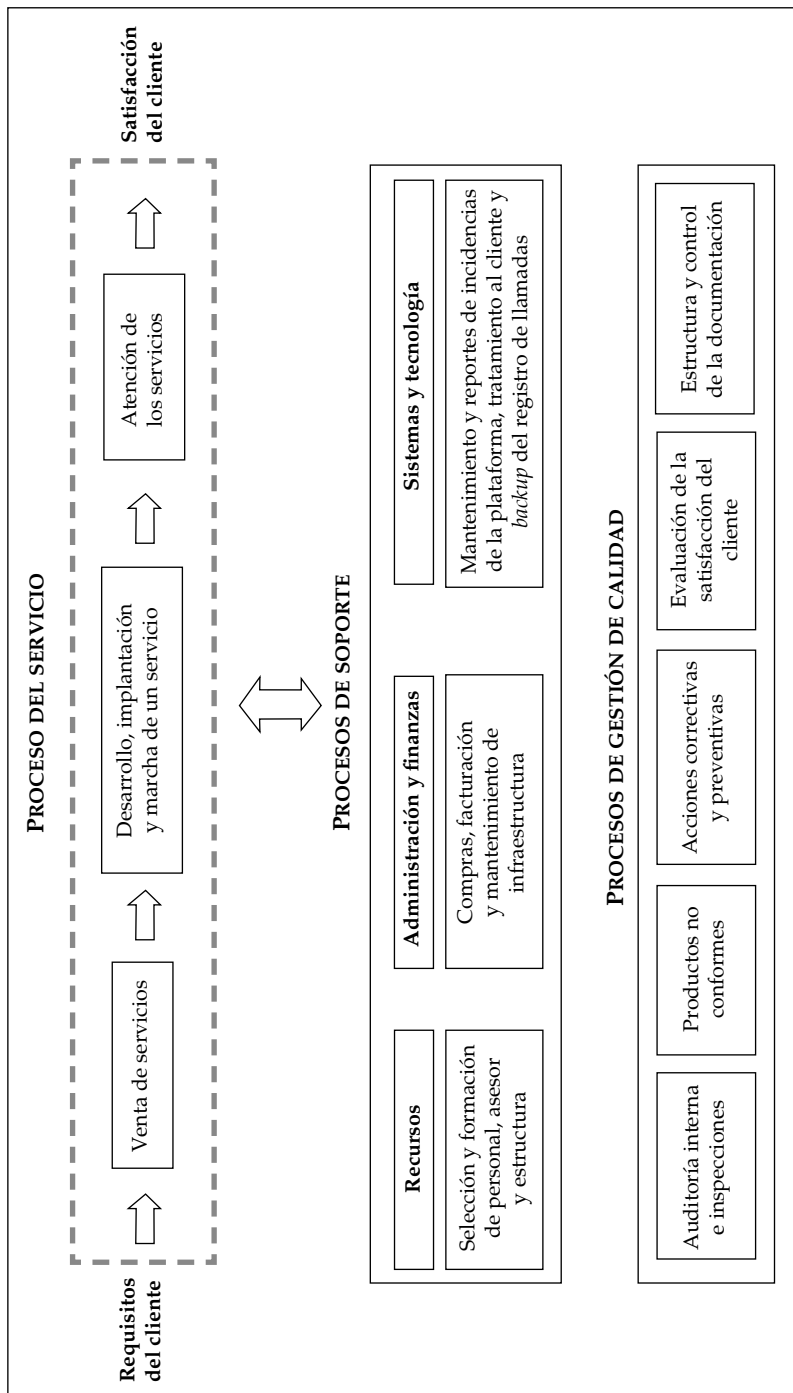 PROCESO DEL SERVICIO
Requisitos
del cliente
Venta de servicios
Desarrollo, implantación
y marcha de un servicio
Atención de
los servicios
Satisfacción
del cliente
PROCESOS DE SOPORTE
Recursos
Selección y formación
de personal, asesor
y estructura
Administración y finanzas
Compras, facturación
y mantenimiento de
infraestructura
Sistemas y tecnología
Mantenimiento y reportes de incidencias
de la plataforma, tratamiento al cliente y
backup del registro de llamadas
PROCESOS DE GESTIÓN DE CALIDAD
Auditoría interna
e inspecciones
Productos no
conformes
Acciones correctivas
y preventivas
Evaluación de la
satisfacción del
cliente
Estructura y control
de la documentación